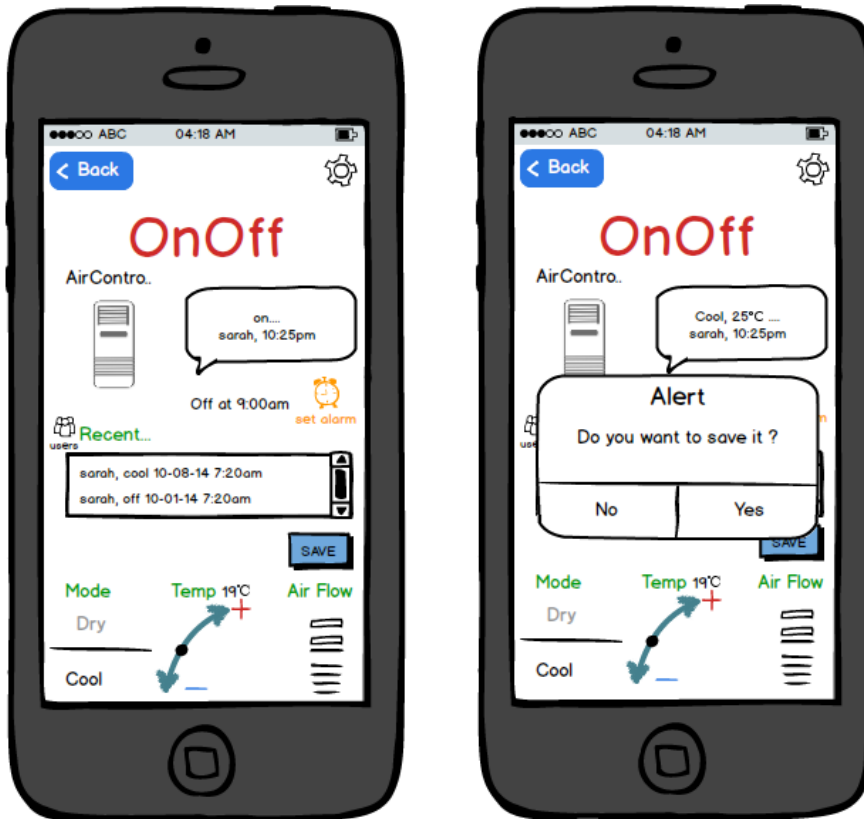 ABC 04:18 AM
< Back
OnOff
AirContro..
on....
sarah, 10:25pm
Off at 9:00am
set alarm
users
Recent...
sarah, cool 10-08-14 7:20am
sarah, off 10-01-14 7:20am
SAVE
Mode Temp 19°C Air Flow
Dry
Cool
ABC 04:18 AM
< Back
OnOff
AirContro..
Cool, 25°C ....
sarah, 10:25pm
Alert
Do you want to save it ?
No Yes
SAVE
Mode Temp 19°C Air Flow
Dry
Cool